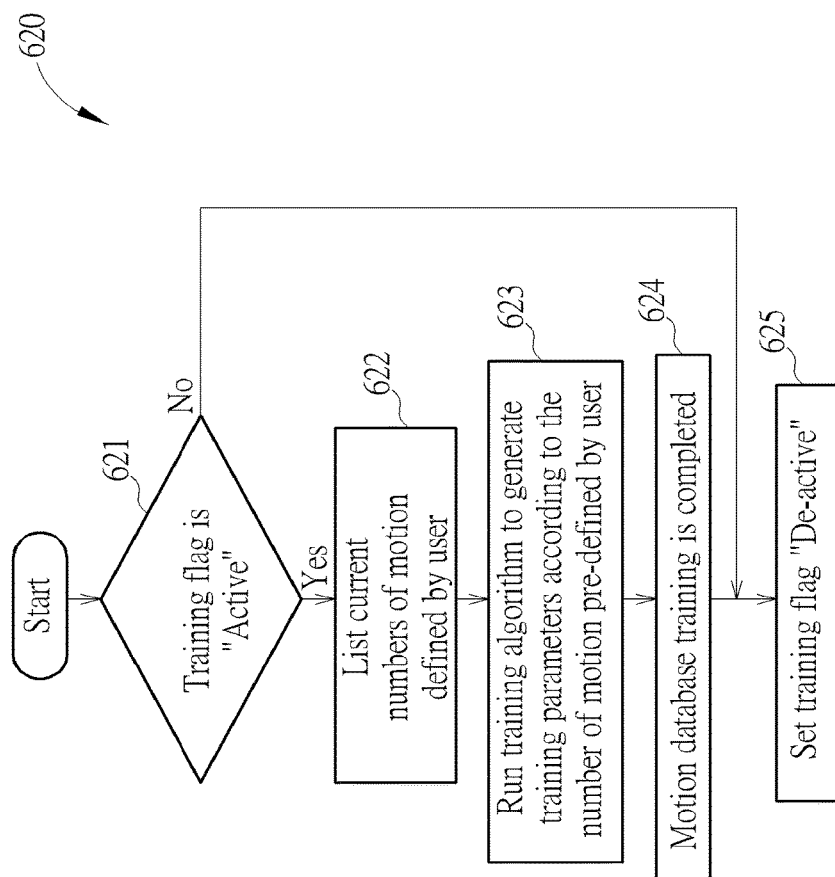 620
Start
621
Training flag is
"Active"
No
Yes
622
List current
numbers of motion
defined by user
623
Run training algorithm to generate
training parameters according to the
number of motion pre-defined by user
624
Motion database training is completed
625
Set training flag "De-active"